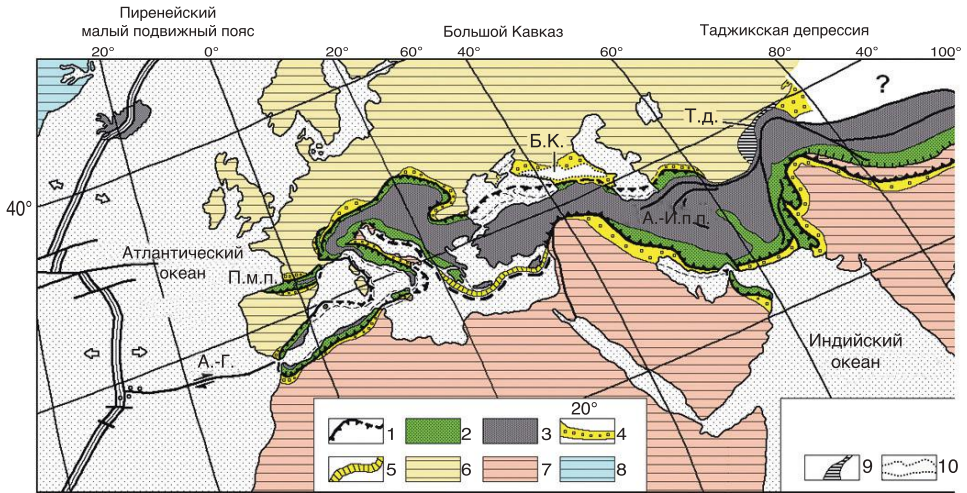 Пиренейский
малый подвижный пояс
Большой Кавказ
Таджикская депрессия
20° 0° 20° 60° 40° 60° 80° 40° 100°
?
Т.д.
Б.К.
40°
А.-И.п.п.
Атлантический
океан
П.м.п.
Индийский
океан
А.-Г.
20°
1 2 3 4
5 6 7 8
9 10